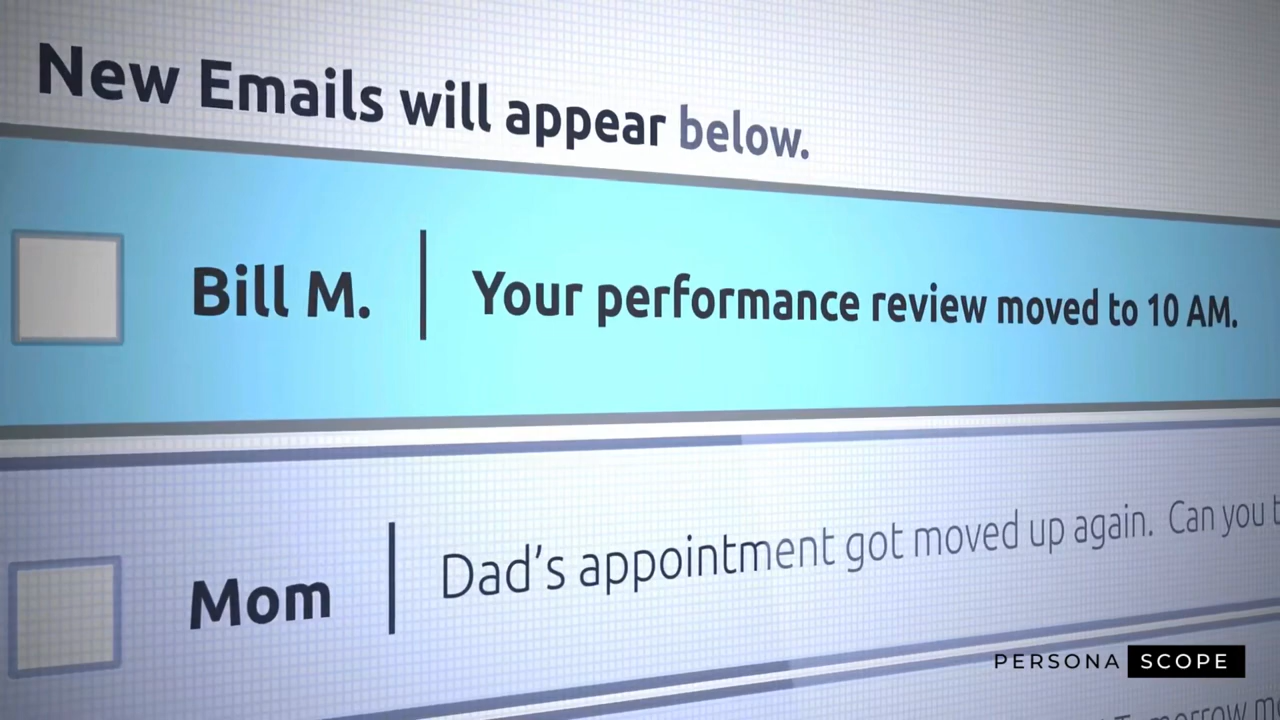 New Emails will appear below.
Bill M. | Your performance review moved to 10 AM.
Mom | Dad’s appointment got moved up again. Can you
PERSONA SCOPE